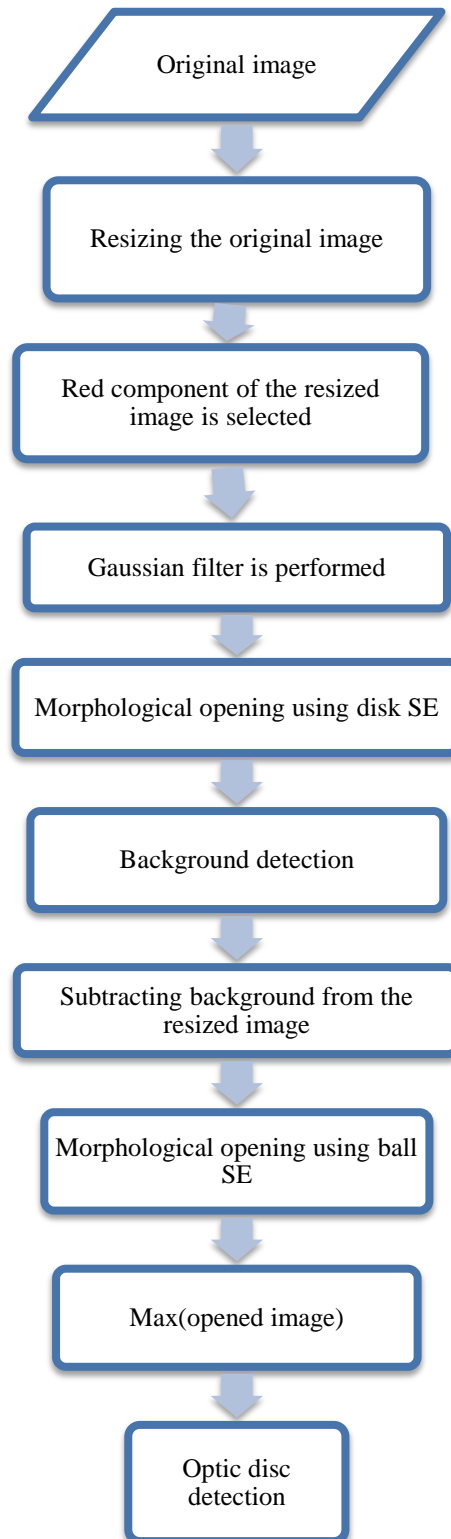 Original image
Resizing the original image
Red component of the resized
image is selected
Gaussian filter is performed
Morphological opening using disk SE
Background detection
Subtracting background from the
resized image
Morphological opening using ball
SE
Max(opened image)
Optic disc
detection